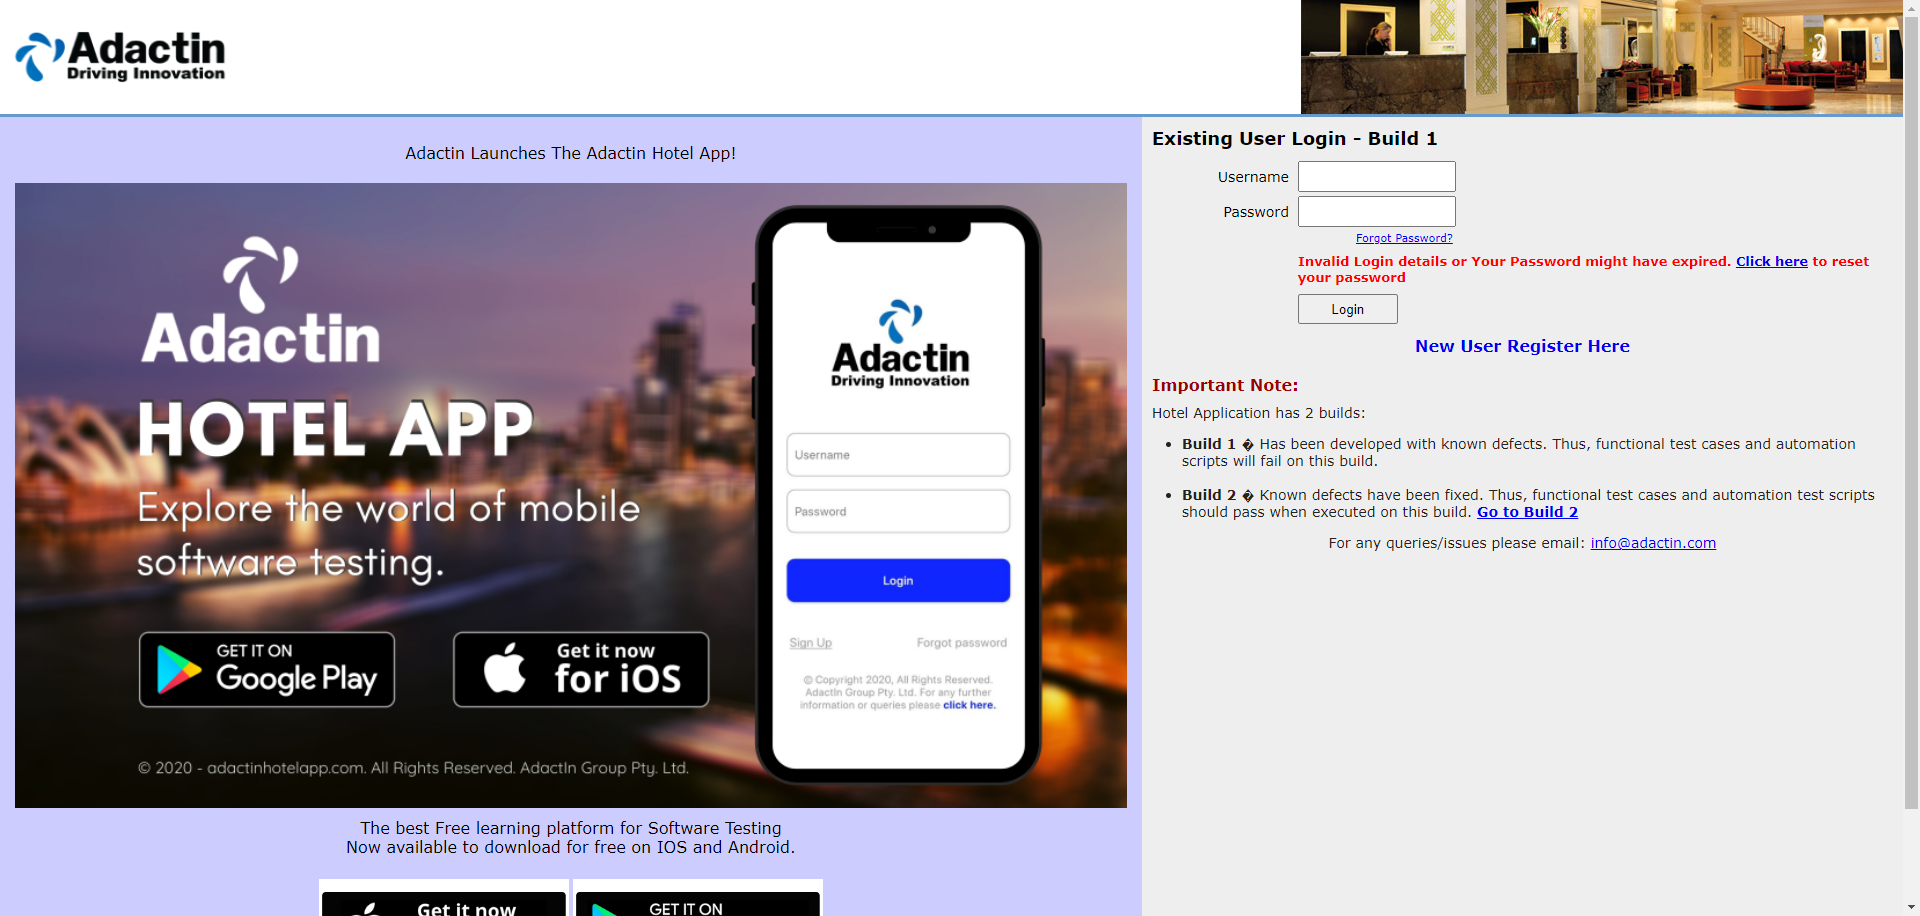 Adactin
Driving Innovation
Adactin Launches The Adactin Hotel App!
Adactin
HOTEL APP
Explore the world of mobile
software testing.
GET IT ON
Google Play
Get it now
for iOS
© 2020 - adactinhotelapp.com. All Rights Reserved. AdactIn Group Pty. Ltd.
Adactin
Driving Innovation
Username
Password
Login
Sign Up
Forgot password
© Copyright 2020, All Rights Reserved.
AdactIn Group Pty. Ltd. For any further
information or queries please click here.
The best Free learning platform for Software Testing
Now available to download for free on IOS and Android.
Get it now
GET IT ON
Existing User Login - Build 1
Username
Password
Forgot Password?
Invalid Login details or Your Password might have expired. Click here to reset
your password
Login
New User Register Here
Important Note:
Hotel Application has 2 builds:
• Build 1 � Has been developed with known defects. Thus, functional test cases and automation
scripts will fail on this build.
• Build 2 � Known defects have been fixed. Thus, functional test cases and automation test scripts
should pass when executed on this build. Go to Build 2
For any queries/issues please email: info@adactin.com